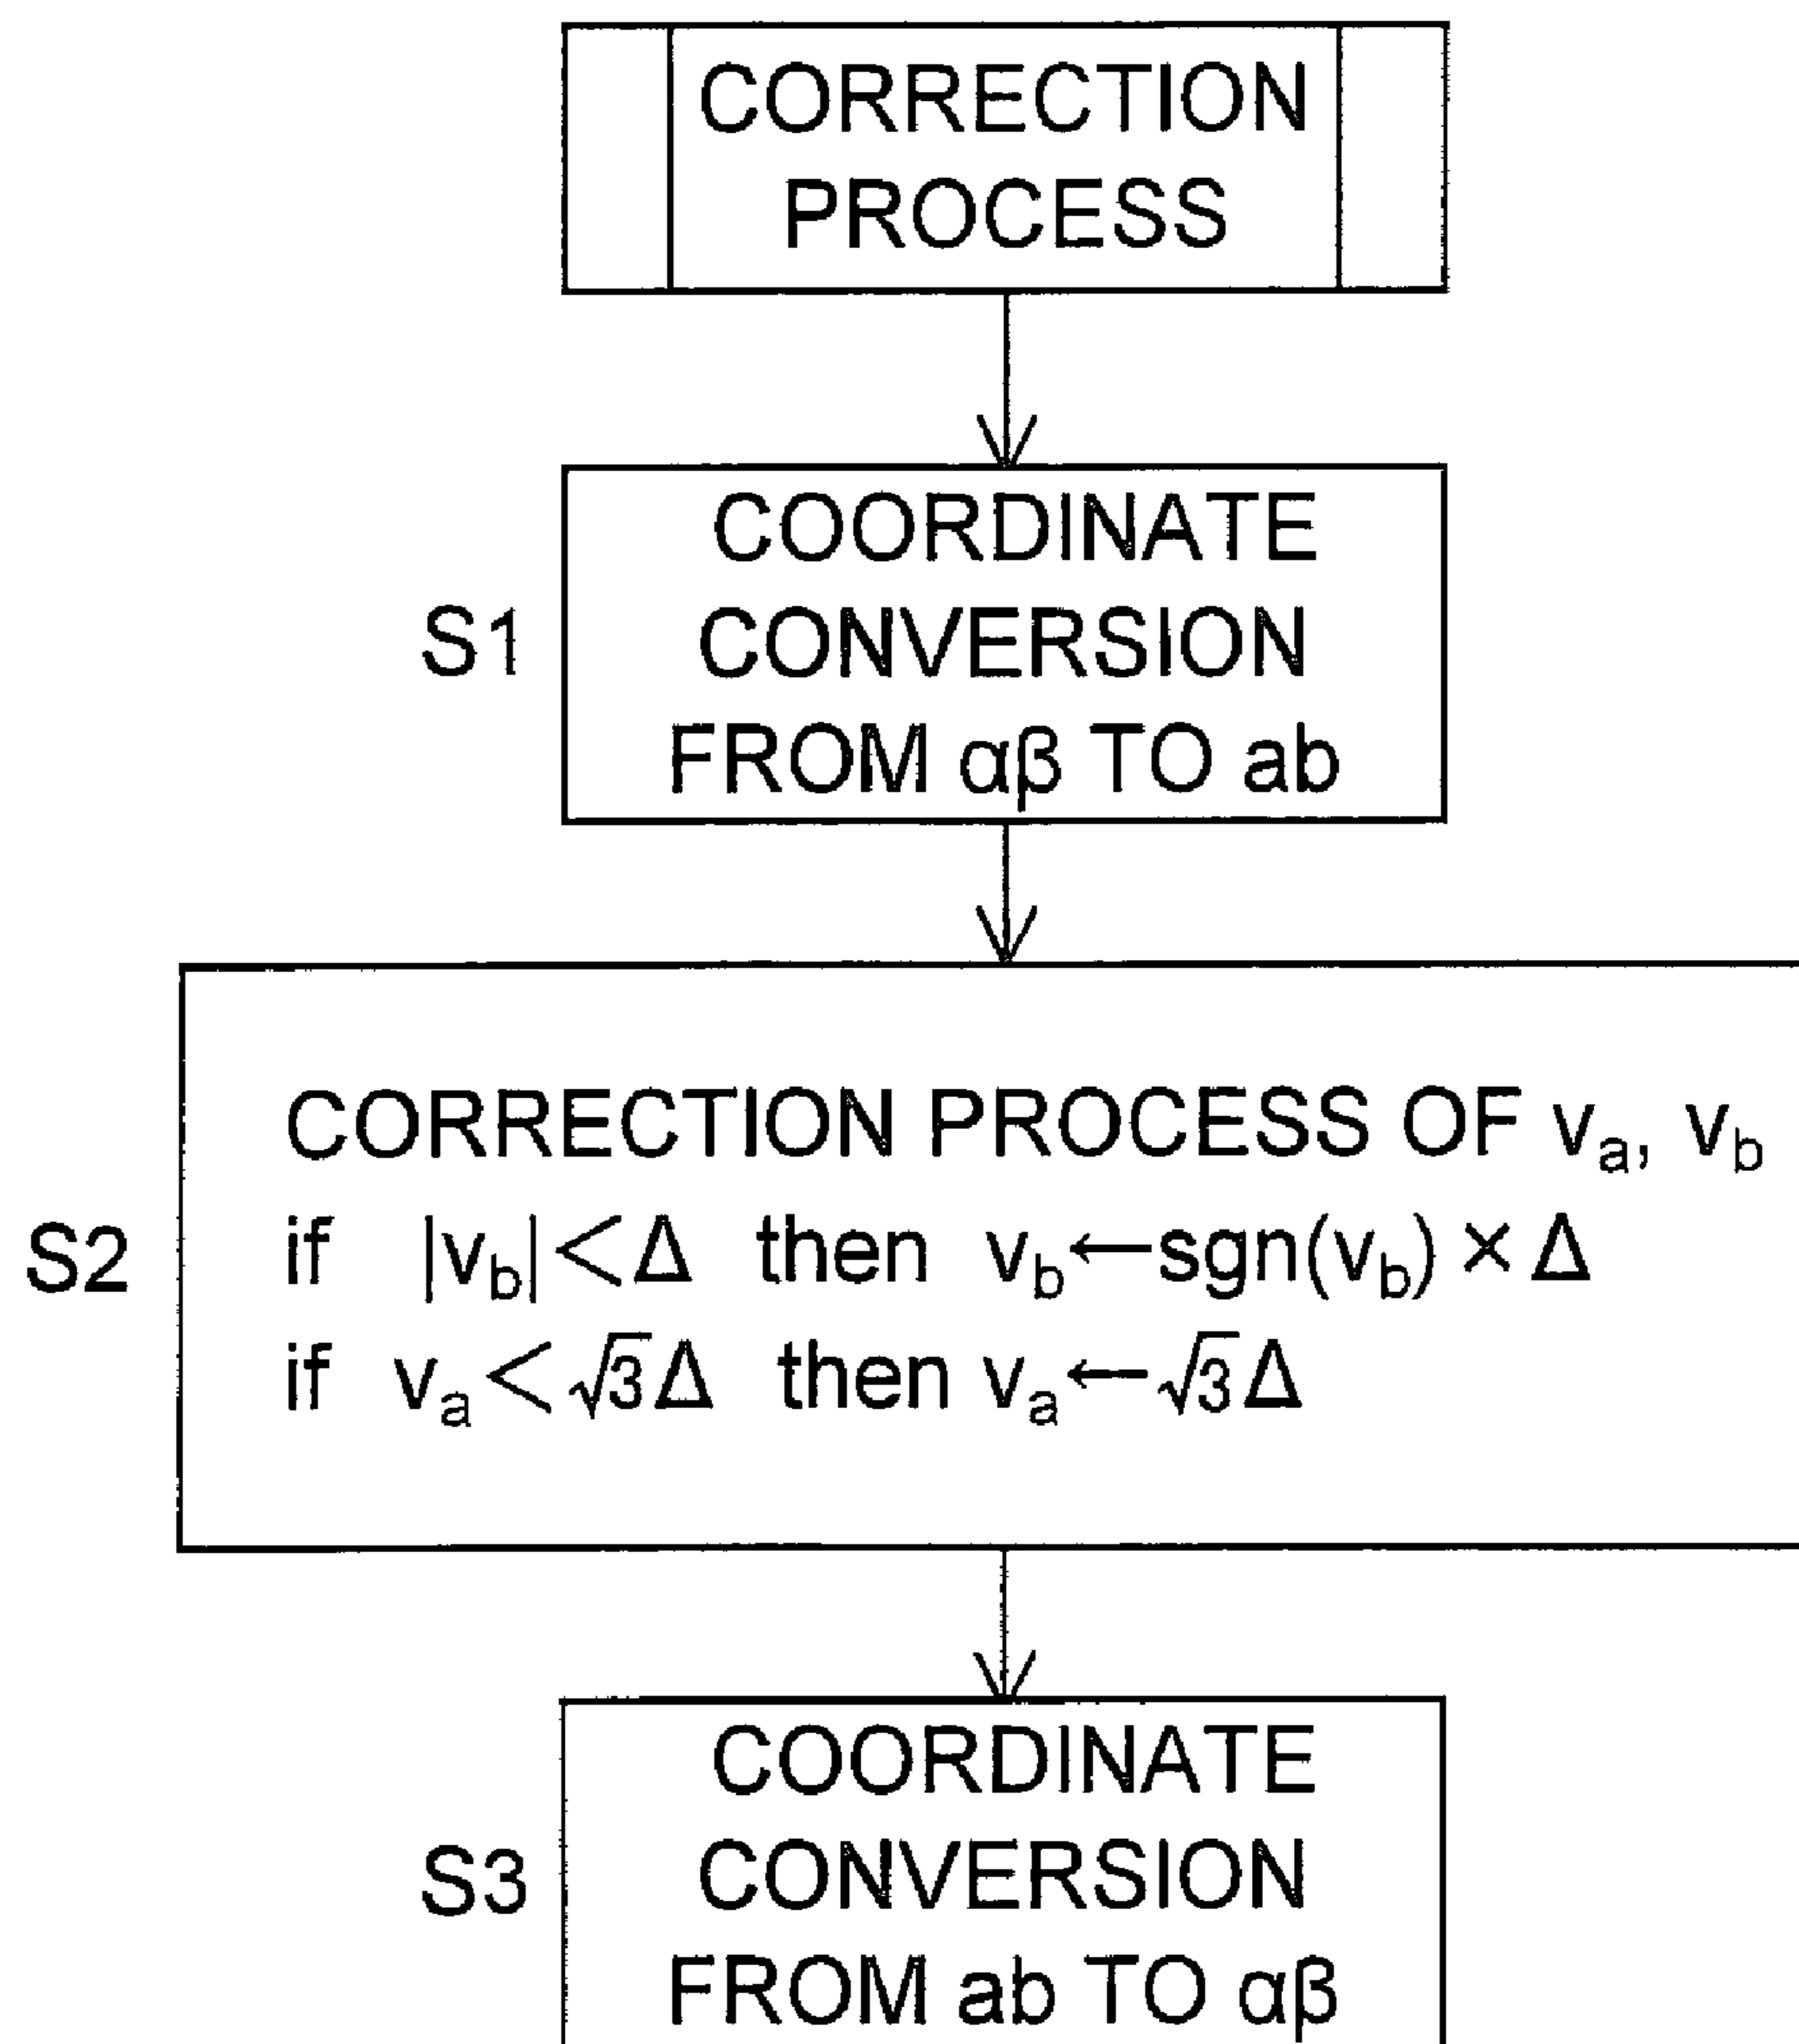 CORRECTION
PROCESS
S1
COORDINATE
CONVERSION
FROM αβ TO ab
S2
CORRECTION PROCESS OF va, vb
if |vb|<Δ then vb←sgn(vb)×Δ
if va<√3Δ then va←√3Δ
S3
COORDINATE
CONVERSION
FROM ab TO αβ